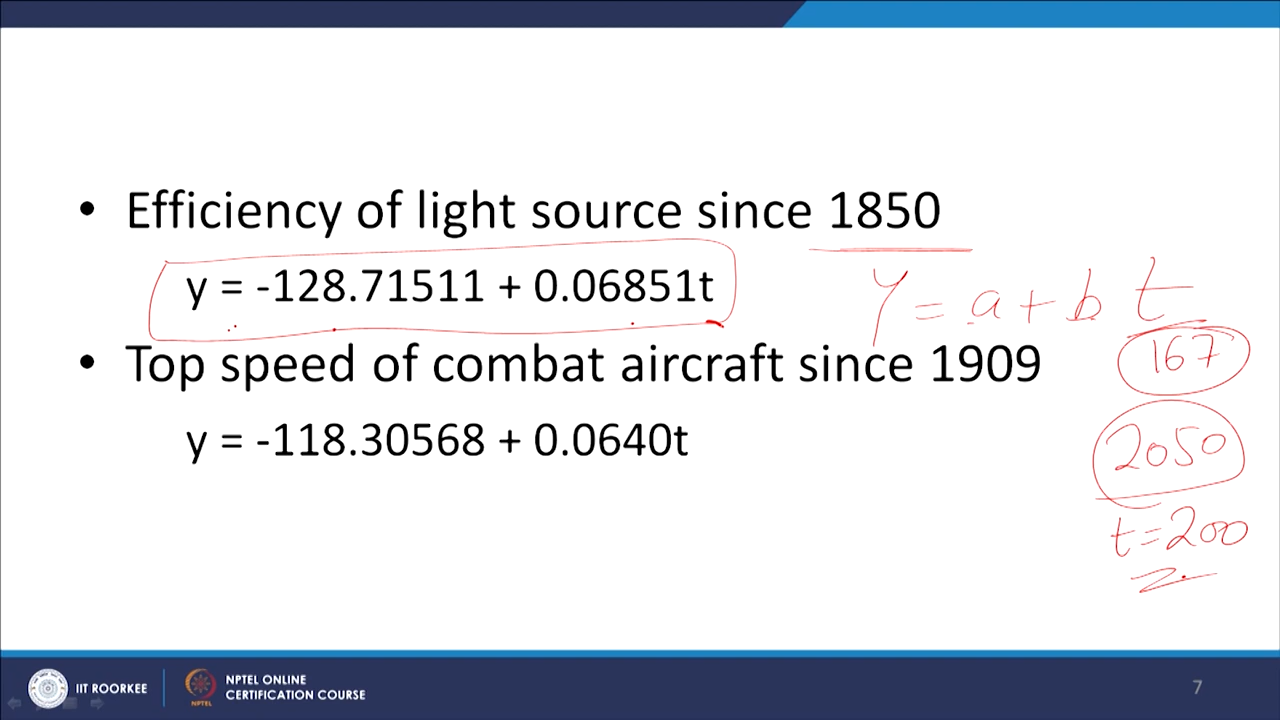 • Efficiency of light source since 1850
y = -128.71511 + 0.06851t
y = a + b t
167
• Top speed of combat aircraft since 1909
y = -118.30568 + 0.0640t
2050
t = 200
IIT ROORKEE
NPTEL ONLINE
CERTIFICATION COURSE
NPTEL
7